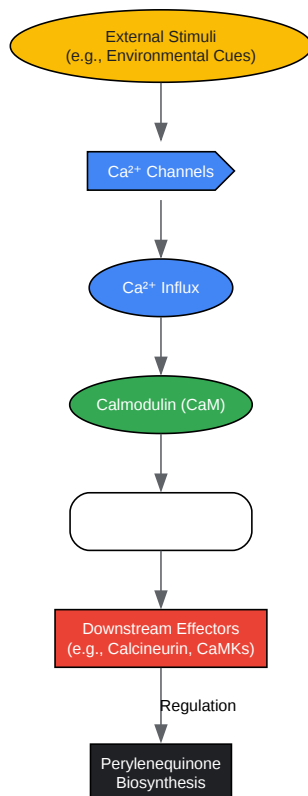 External Stimuli
(e.g., Environmental Cues)
Ca²⁺ Channels
Ca²⁺ Influx
Calmodulin (CaM)
Downstream Effectors
(e.g., Calcineurin, CaMKs)
Regulation
Perylenequinone
Biosynthesis